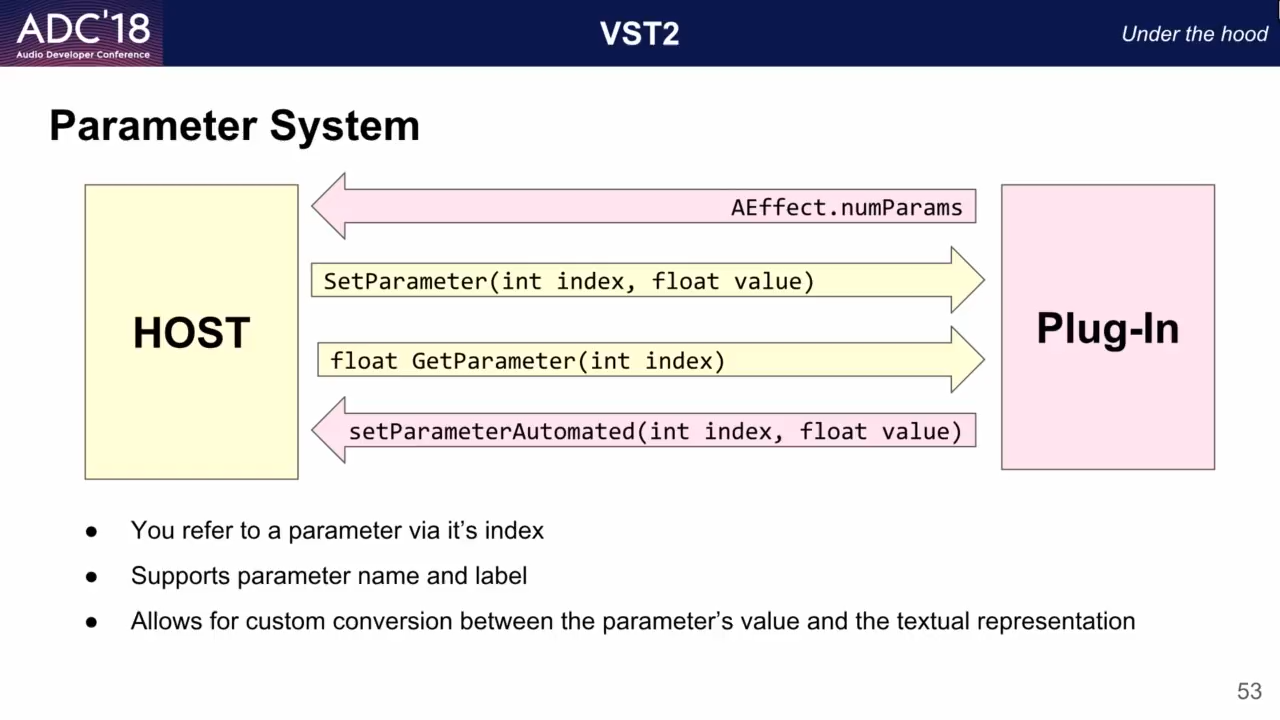 ADC'18
Audio Developer Conference
VST2
Under the hood
Parameter System
HOST
AEffect.numParams
SetParameter(int index, float value)
float GetParameter(int index)
setParameterAutomated(int index, float value)
Plug-In
● You refer to a parameter via it's index
● Supports parameter name and label
● Allows for custom conversion between the parameter's value and the textual representation
53